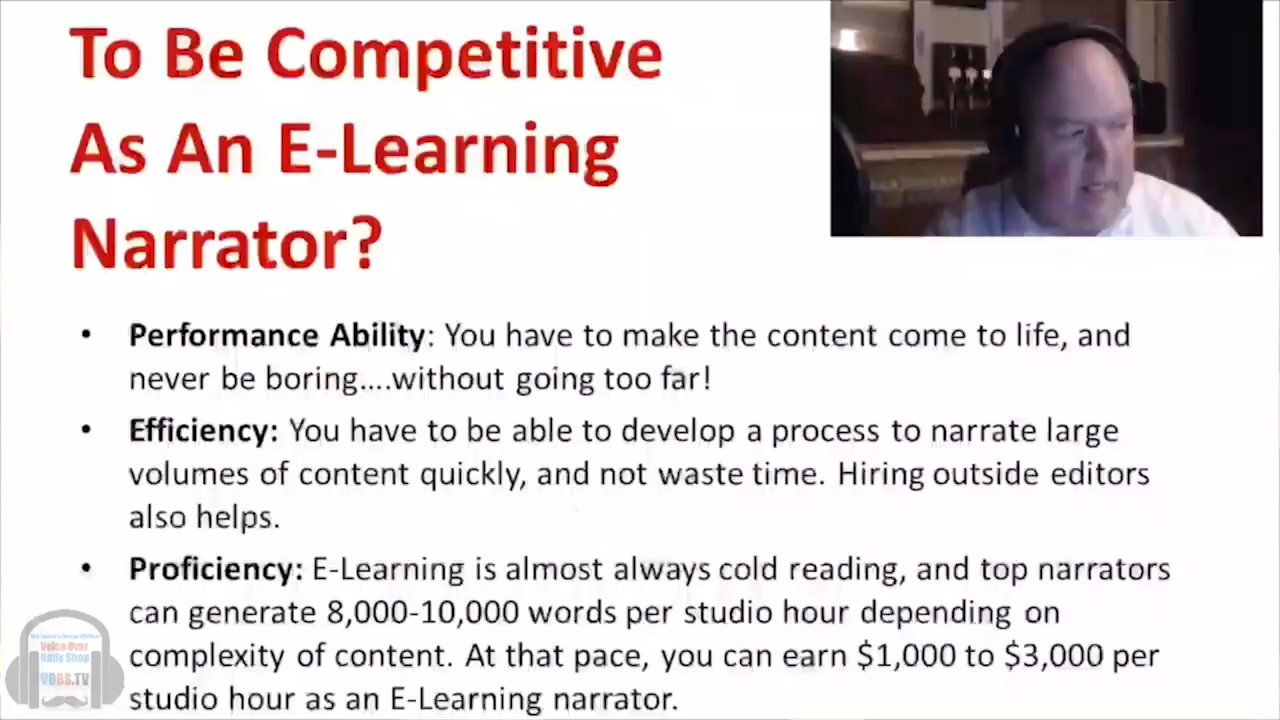 To Be Competitive
As An E-Learning
Narrator?
• Performance Ability: You have to make the content come to life, and
never be boring....without going too far!
• Efficiency: You have to be able to develop a process to narrate large
volumes of content quickly, and not waste time. Hiring outside editors
also helps.
• Proficiency: E-Learning is almost always cold reading, and top narrators
can generate 8,000-10,000 words per studio hour depending on
complexity of content. At that pace, you can earn $1,000 to $3,000 per
studio hour as an E-Learning narrator.
Voice Over
Body Shop
VOBS.TV